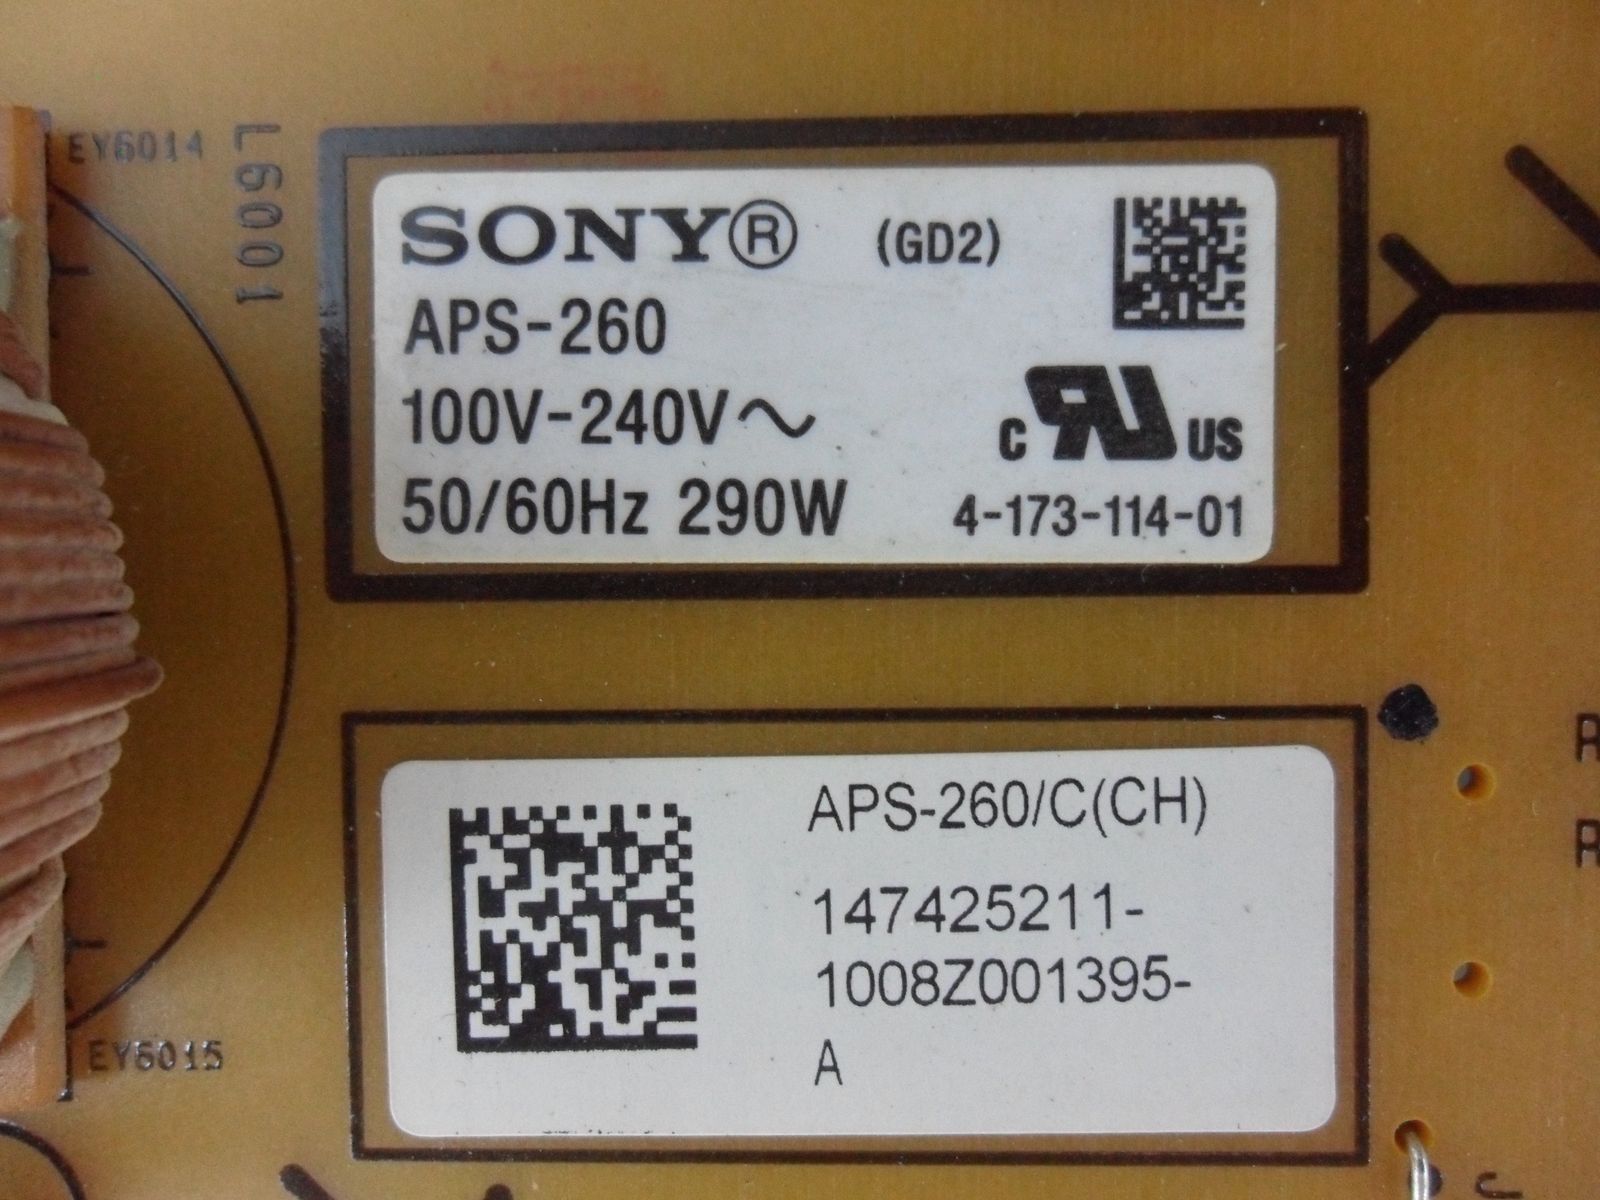 EY6014
L6001
SONY® (GD2)
APS-260
100V-240V~
C RU US
50/60Hz 290W
4-173-114-01
APS-260/C(CH)
147425211-
1008Z001395-
A
EY6015
R
R